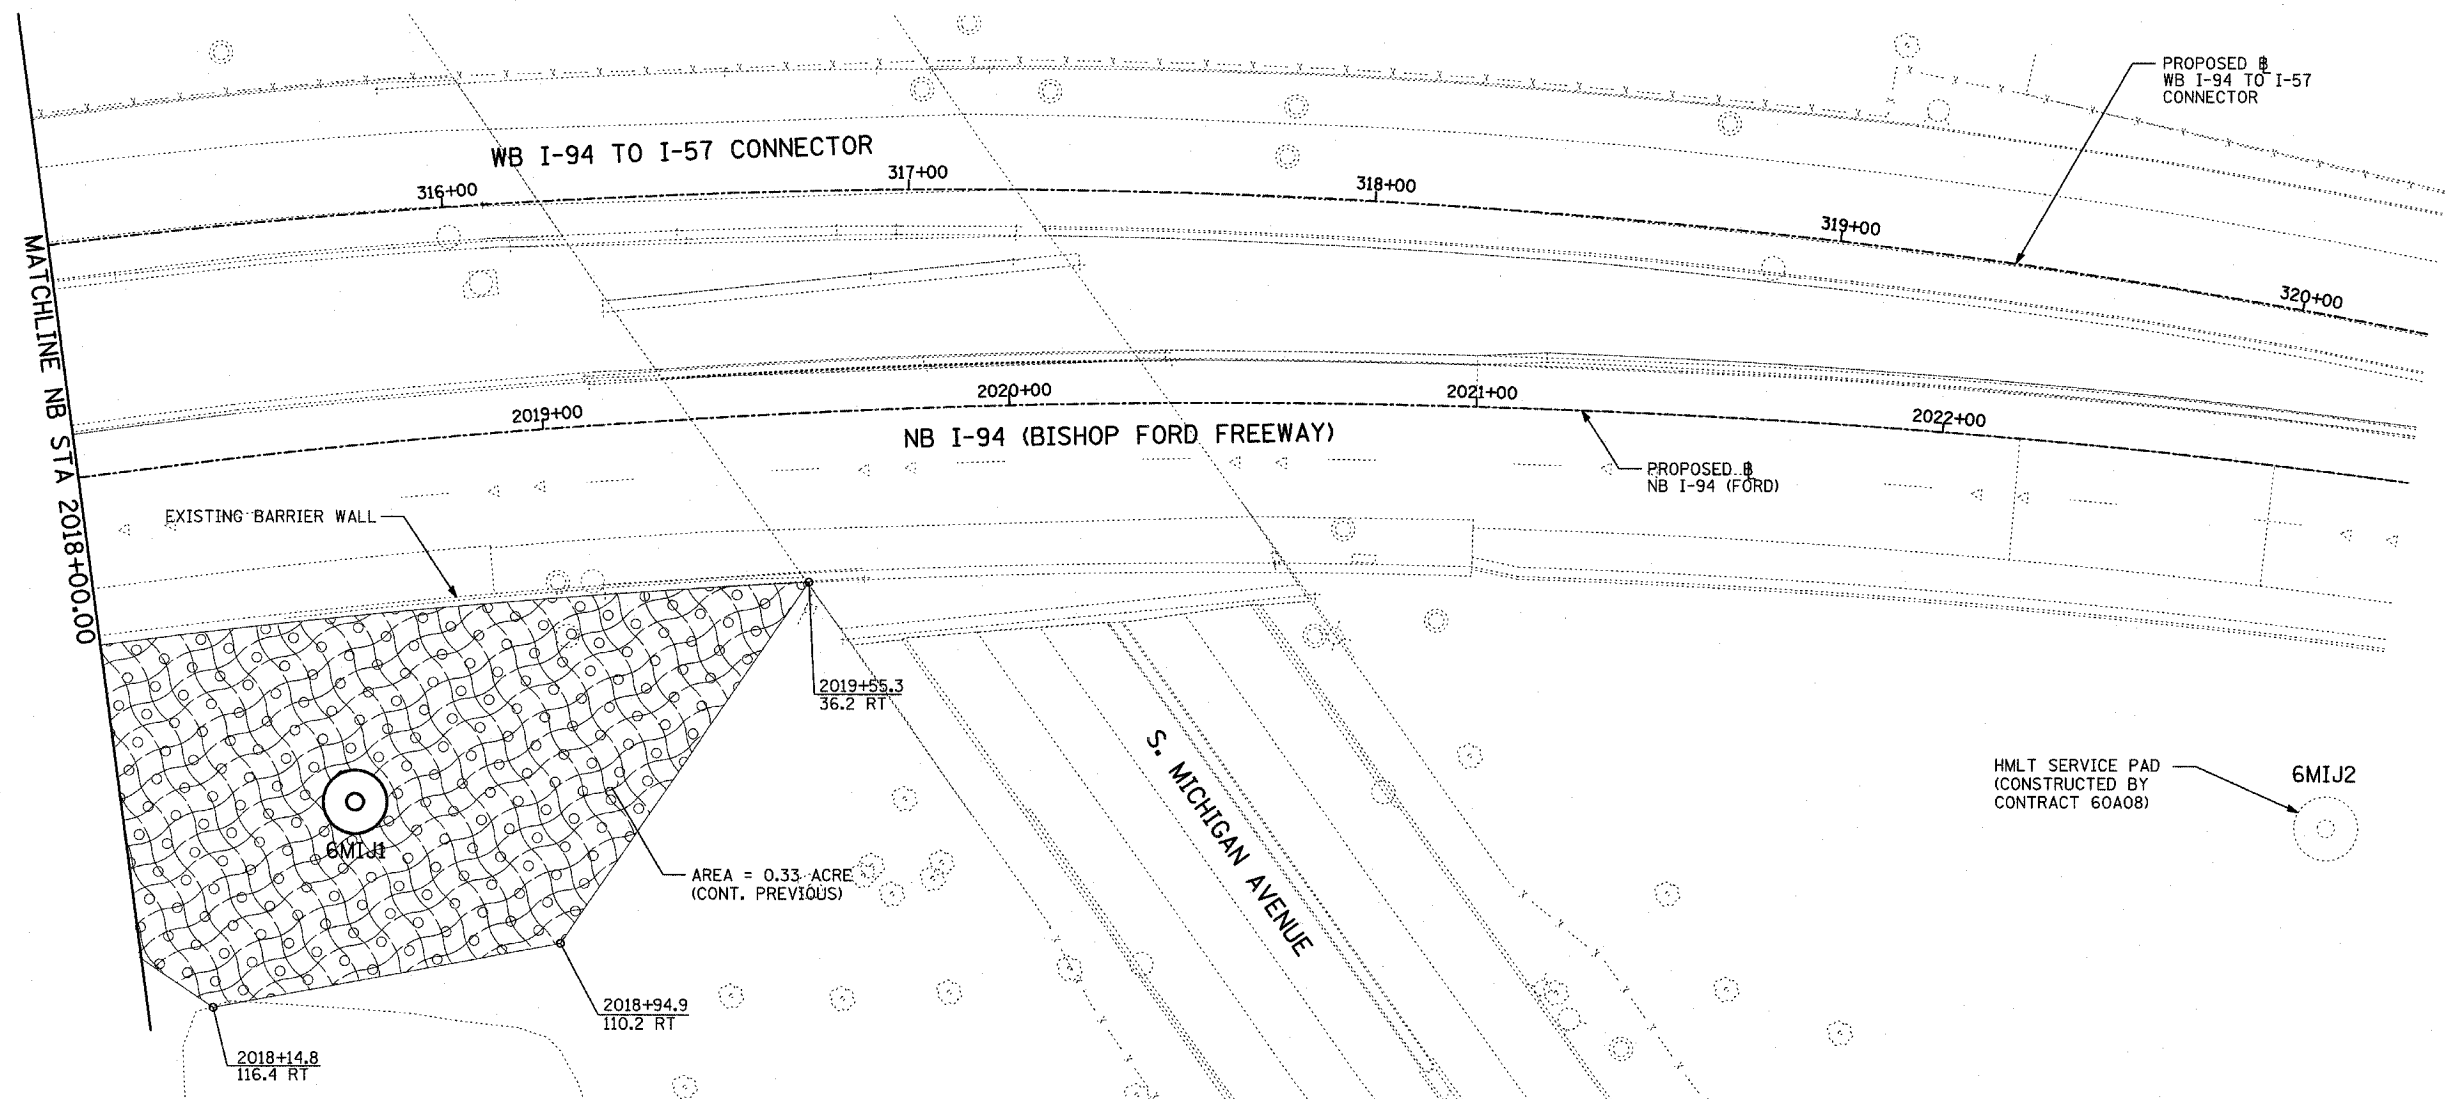 PROPOSED B
WB I-94 TO I-57
CONNECTOR
WB I-94 TO I-57 CONNECTOR
316+00
317+00
318+00
319+00
320+00
MATCHLINE NB STA 2018+00.00
2019+00
2020+00
2021+00
2022+00
NB I-94 (BISHOP FORD FREEWAY)
PROPOSED B
NB I-94 (FORD)
EXISTING BARRIER WALL
2019+55.3
36.2 RT
S. MICHIGAN AVENUE
HMLT SERVICE PAD
(CONSTRUCTED BY
CONTRACT 60A08)
6MIJ2
6MIJ1
AREA = 0.33 ACRE
(CONT. PREVIOUS)
2018+94.9
110.2 RT
2018+14.8
116.4 RT